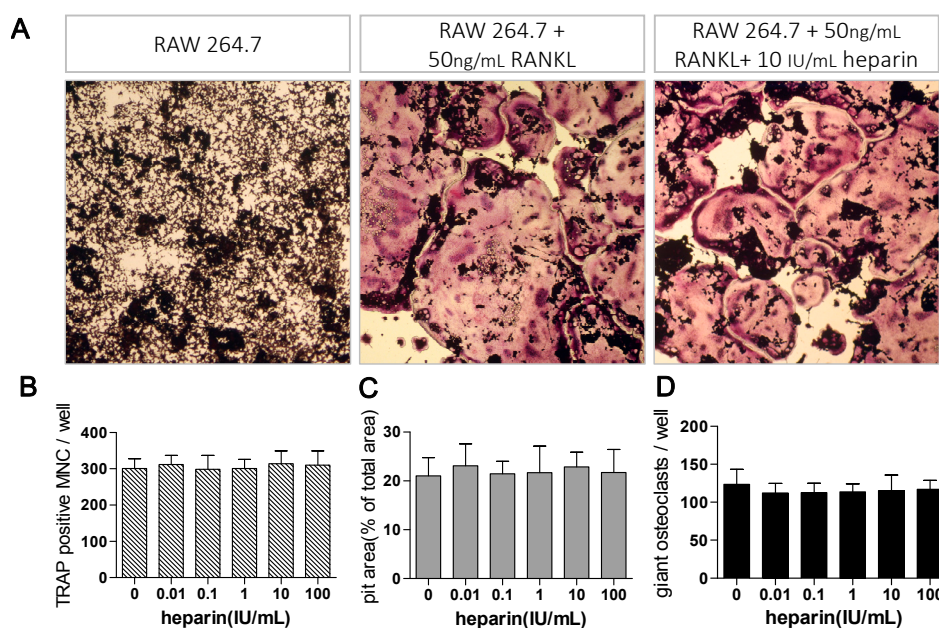 A
RAW 264.7
RAW 264.7 +
50ng/mL RANKL
RAW 264.7 + 50ng/mL
RANKL+ 10 IU/mL heparin
B
TRAP positive MNC / well
400
300
200
100
0
0 0.01 0.1 1 10 100
heparin(IU/mL)
C
pit area(% of total area)
30
20
10
0
0 0.01 0.1 1 10 100
heparin(IU/mL)
D
giant osteoclasts / well
200
150
100
50
0
0 0.01 0.1 1 10 100
heparin(IU/mL)